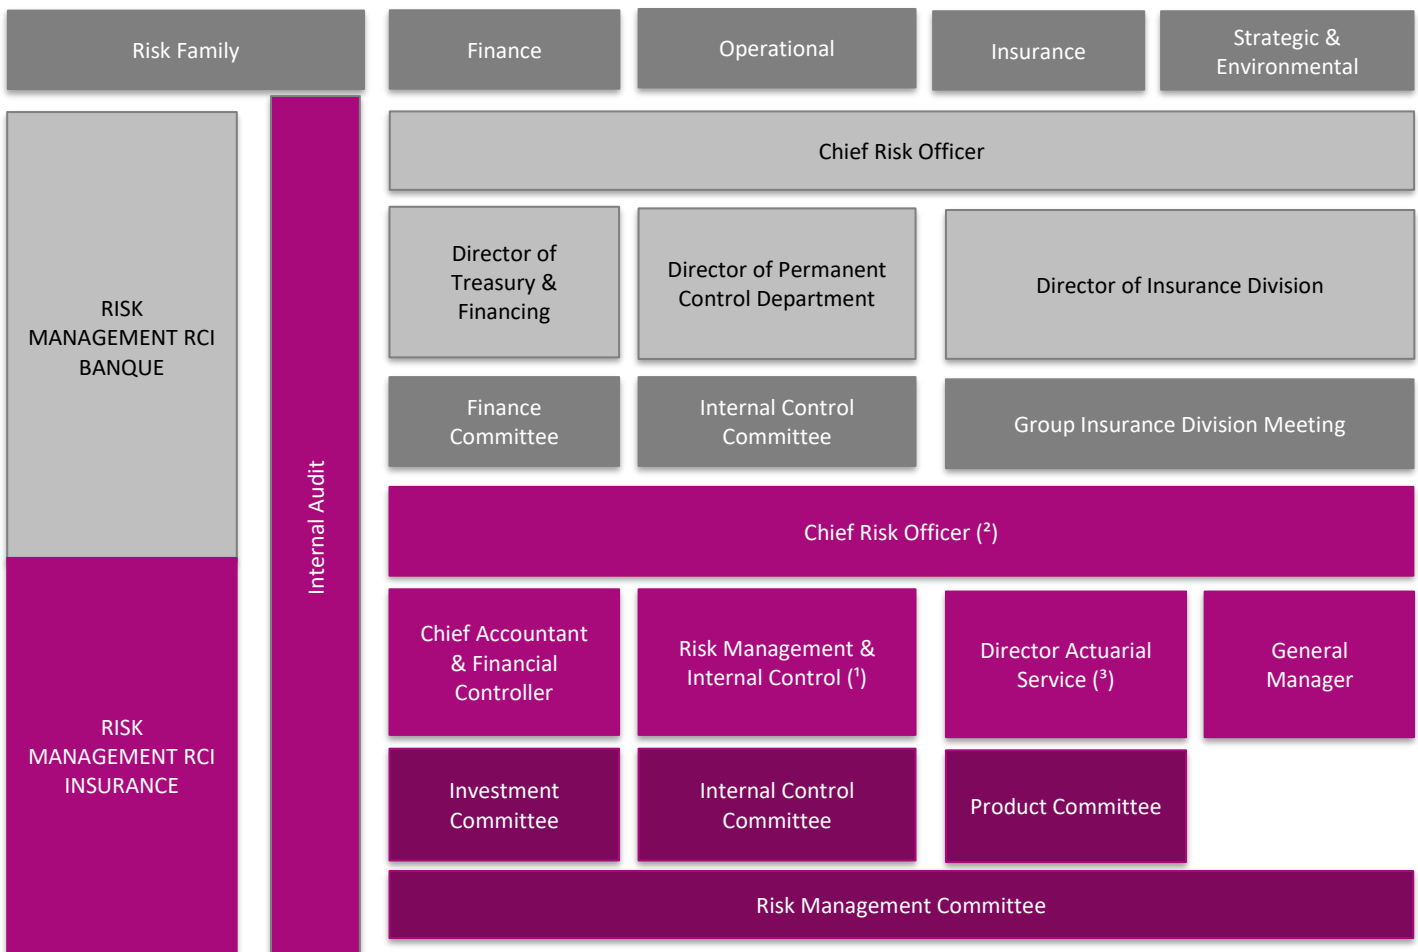 Risk Family
Finance
Operational
Insurance
Strategic &
Environmental
Chief Risk Officer
RISK
MANAGEMENT RCI
BANQUE
Internal Audit
Director of
Treasury &
Financing
Director of Permanent
Control Department
Director of Insurance Division
Finance
Committee
Internal Control
Committee
Group Insurance Division Meeting
Chief Risk Officer (²)
RISK
MANAGEMENT RCI
INSURANCE
Chief Accountant
& Financial
Controller
Risk Management &
Internal Control (¹)
Director Actuarial
Service (³)
General
Manager
Investment
Committee
Internal Control
Committee
Product Committee
Risk Management Committee